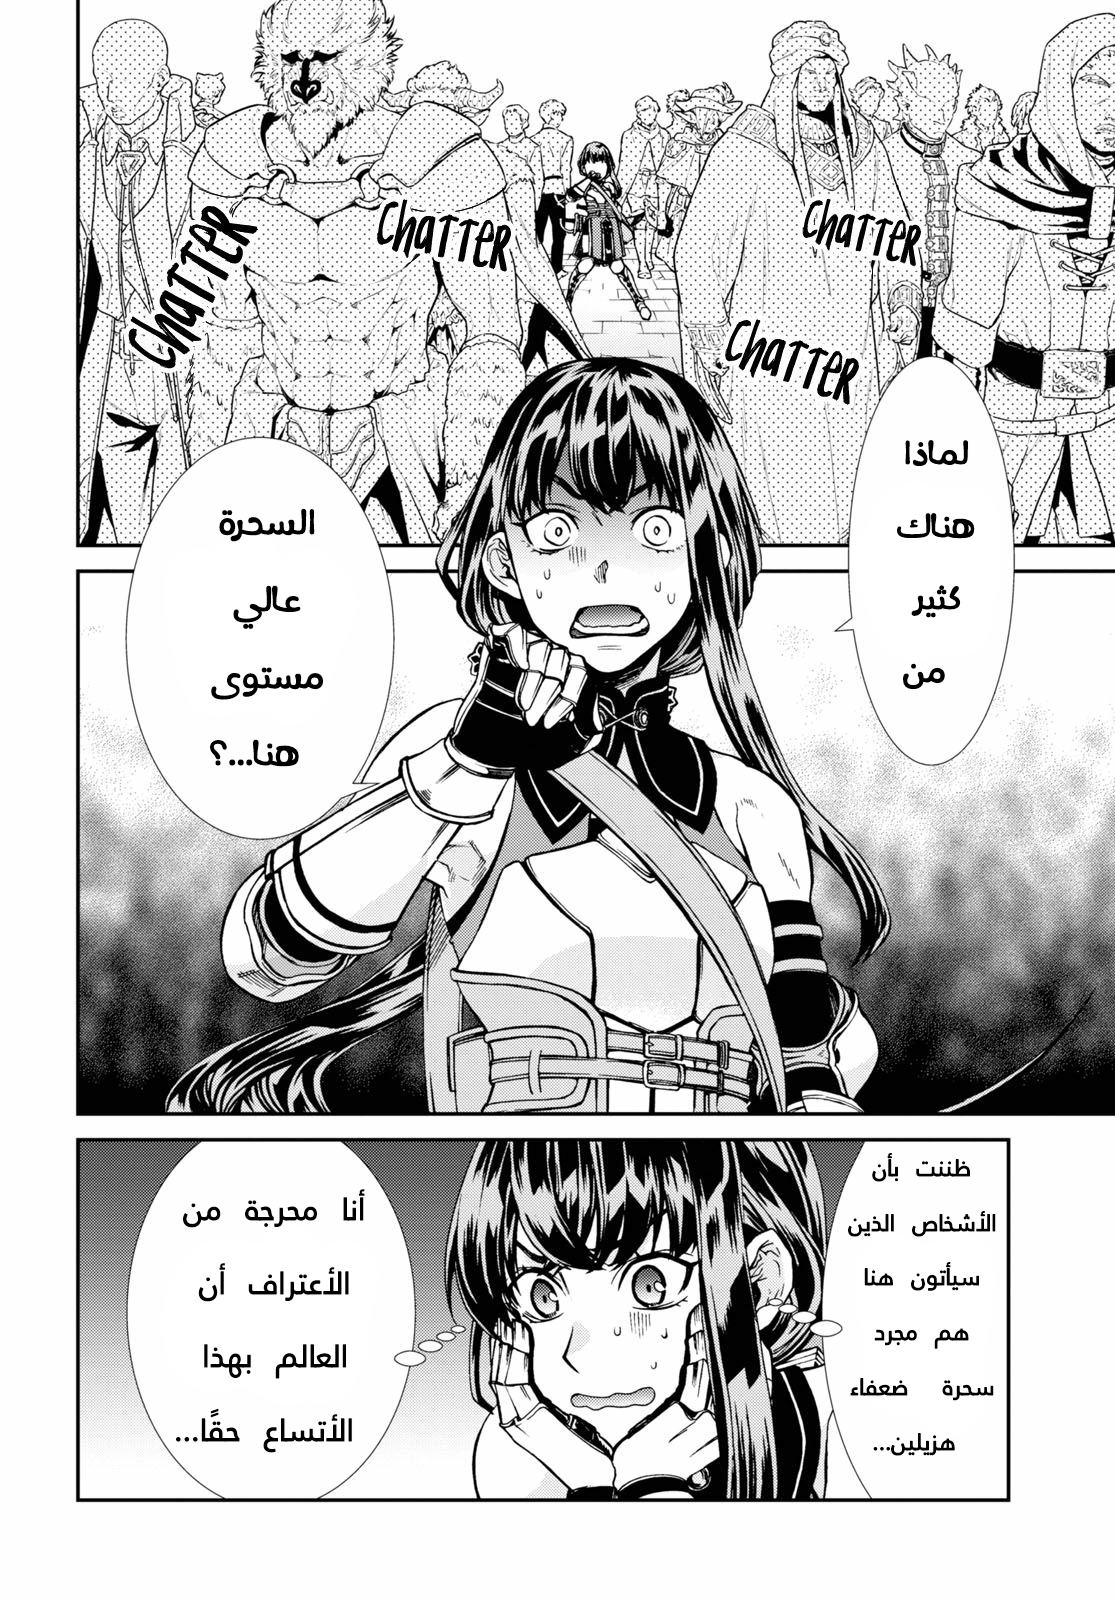 Chatter
Chatter
Chatter
Chatter
لماذا
هناك
كثير
من
السحرة
عالي
مستوى
هنا...؟
ظننت بأن
الأشخاص الذين
سيأتون هنا
هم مجرد
سحرة ضعفاء
هزيلين...
أنا محرجة من
الأعتراف أن
العالم بهذا
الأتساع حقًا...